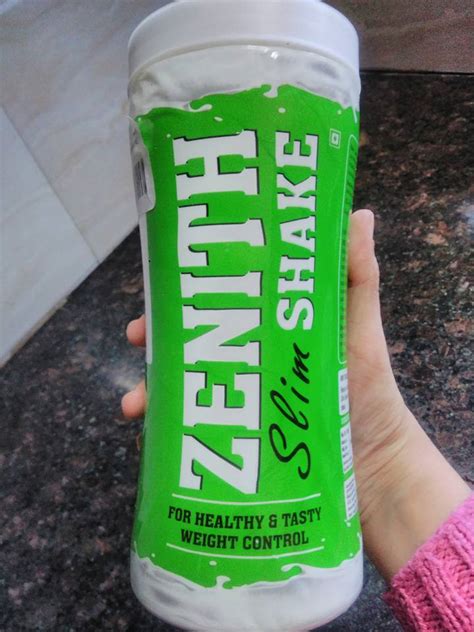 ZENITH
Slim SHAKE
FOR HEALTHY & TASTY
WEIGHT CONTROL